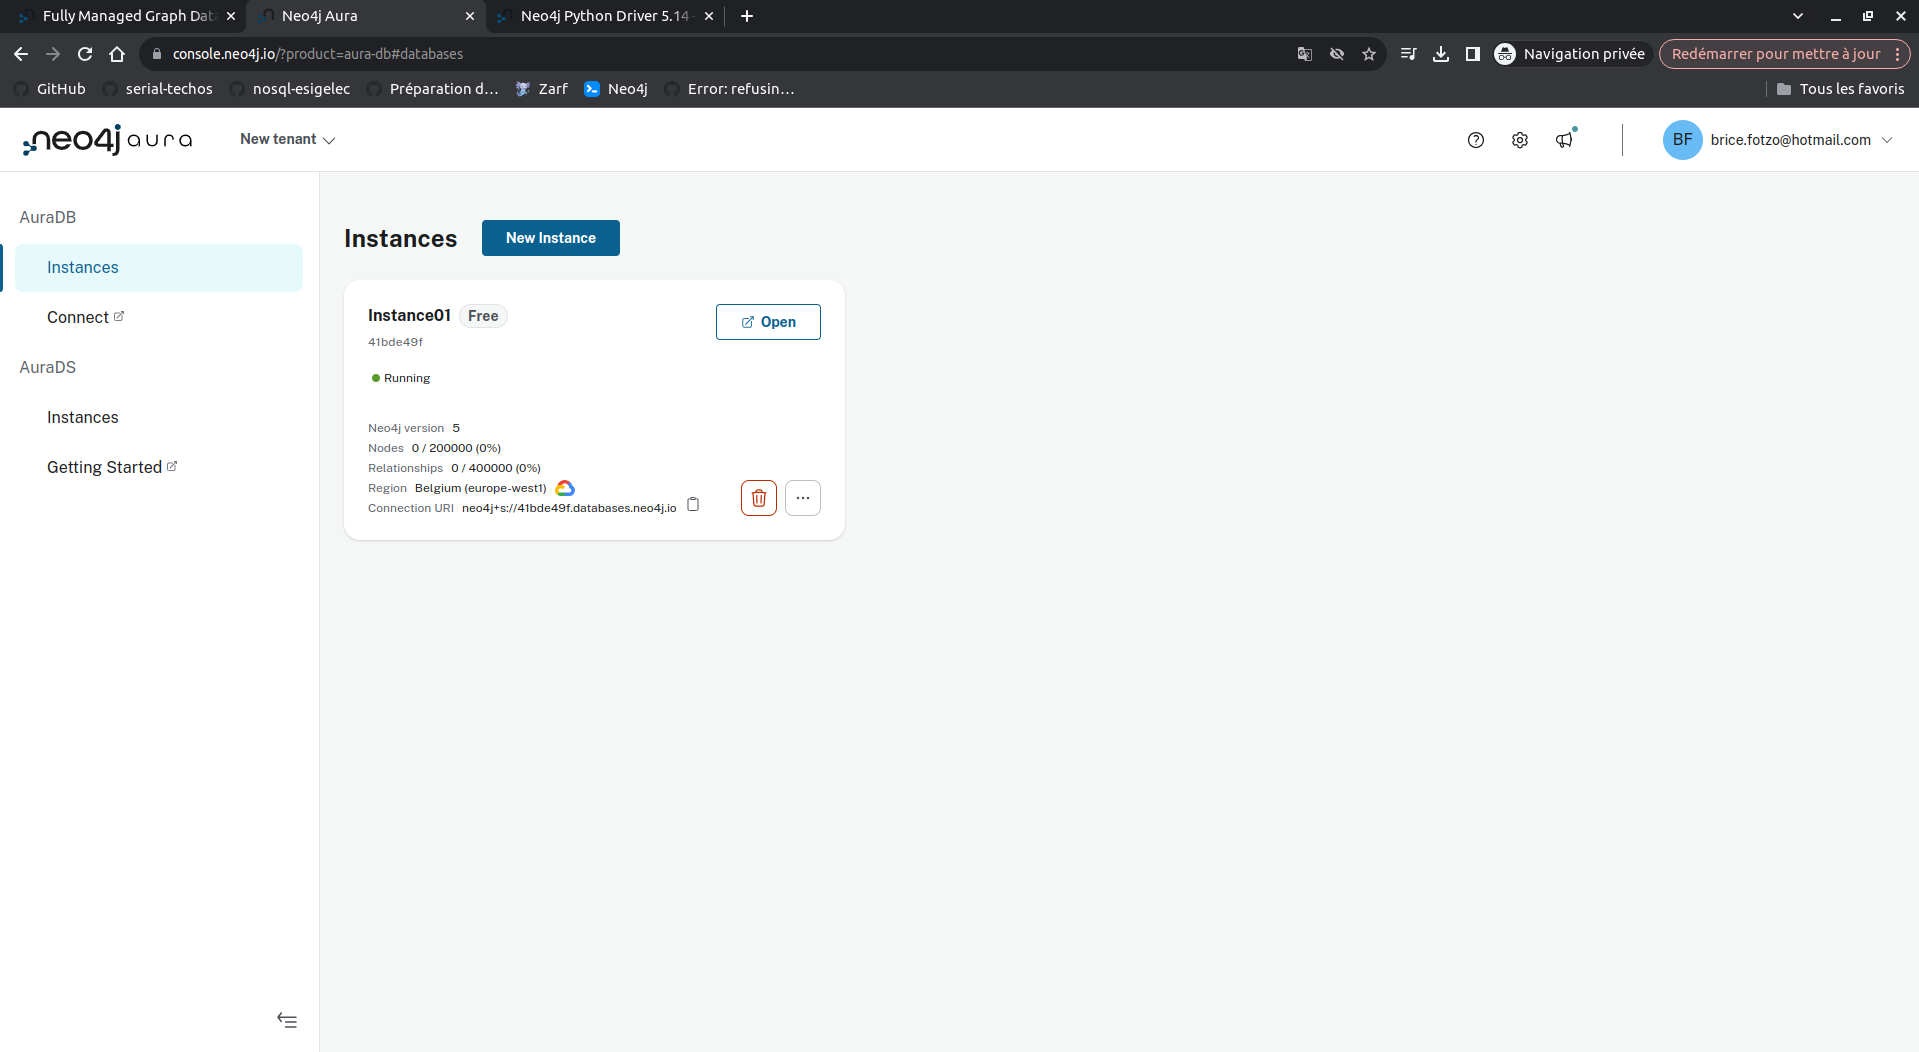 Fully Managed Graph Dat
Neo4j Aura
Neo4j Python Driver 5.14
console.neo4j.io/?product=aura-db#databases
Navigation privée
Redémarrer pour mettre à jour
GitHub
serial-techos
nosql-esigelec
Préparation d...
Zarf
Neo4j
Error: refusin...
Tous les favoris
neo4j aura
New tenant
BF
brice.fotzo@hotmail.com
AuraDB
Instances
Connect
AuraDS
Instances
Getting Started
Instances
New Instance
Instance01 Free
Open
41bde49f
Running
Neo4j version 5
Nodes 0 / 200000 (0%)
Relationships 0 / 400000 (0%)
Region Belgium (europe-west1)
Connection URI neo4j+s://41bde49f.databases.neo4j.io